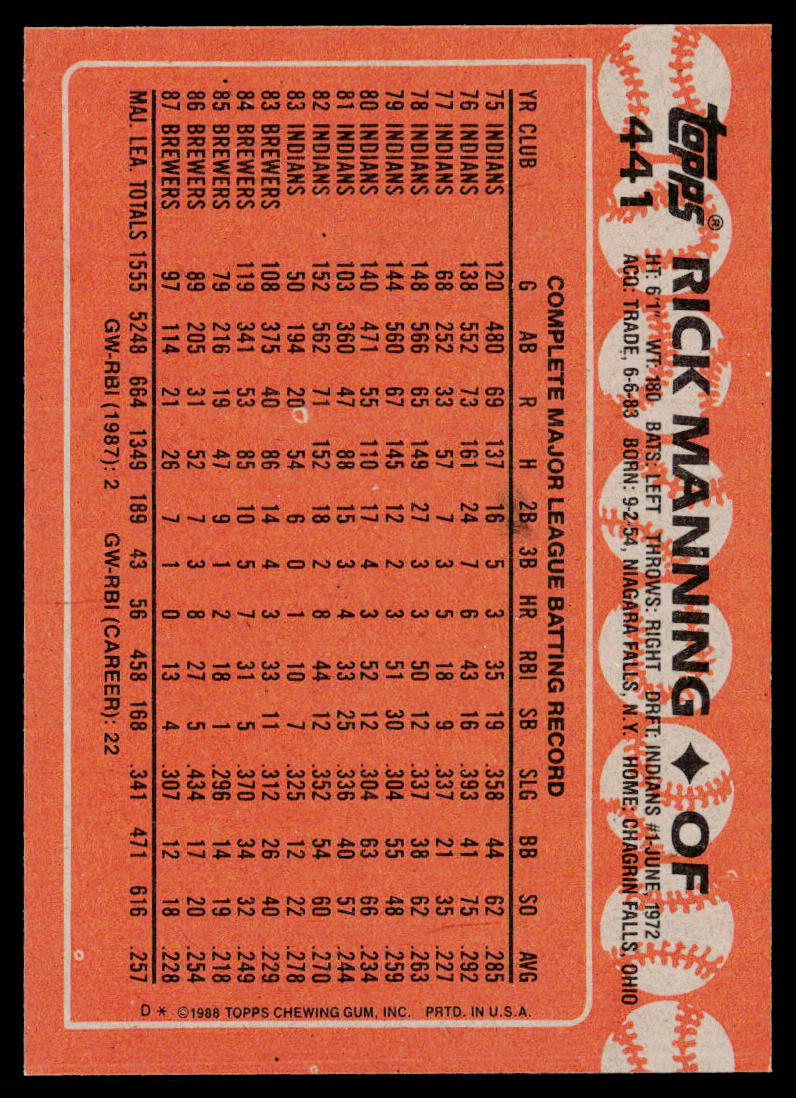 topps®
441
RICK MANNING ✦ OF
HT: 6'1" WT: 180 BATS: LEFT THROWS: RIGHT DRFT: INDIANS #1-JUNE, 1972
ACQ: TRADE, 6-6-83 BORN: 9-2-54, NIAGARA FALLS, N.Y. HOME: CHAGRIN FALLS, OHIO
COMPLETE MAJOR LEAGUE BATTING RECORD
YR CLUB G AB R H 2B 3B HR RBI SB SLG BB SO AVG
75 INDIANS 120 480 69 137 16 5 3 35 19 .358 44 62 .285
76 INDIANS 138 552 73 161 24 7 6 43 16 .393 41 75 .292
77 INDIANS 68 252 33 57 7 3 5 18 9 .337 21 35 .227
78 INDIANS 148 566 65 149 27 3 3 50 12 .337 38 62 .263
79 INDIANS 144 560 67 145 12 2 3 51 30 .304 55 48 .259
80 INDIANS 140 471 55 110 17 4 3 52 12 .304 63 66 .234
81 INDIANS 103 360 47 88 15 3 4 33 25 .336 40 57 .244
82 INDIANS 152 562 71 152 18 2 8 44 12 .352 54 60 .270
83 INDIANS 50 194 20 54 6 0 1 10 7 .325 12 22 .278
83 BREWERS 108 375 40 86 14 4 3 33 11 .312 26 40 .229
84 BREWERS 119 341 53 85 10 5 7 31 5 .370 34 32 .249
85 BREWERS 79 216 19 47 9 1 2 18 1 .296 14 19 .218
86 BREWERS 89 205 31 52 7 3 8 27 5 .434 17 20 .254
87 BREWERS 97 114 21 26 7 1 0 13 4 .307 12 18 .228
MAJ. LEA. TOTALS 1555 5248 664 1349 189 43 56 458 168 .341 471 616 .257
GW-RBI (1987): 2 GW-RBI (CAREER): 22
D * ©1988 TOPPS CHEWING GUM, INC. PRTD. IN U.S.A.